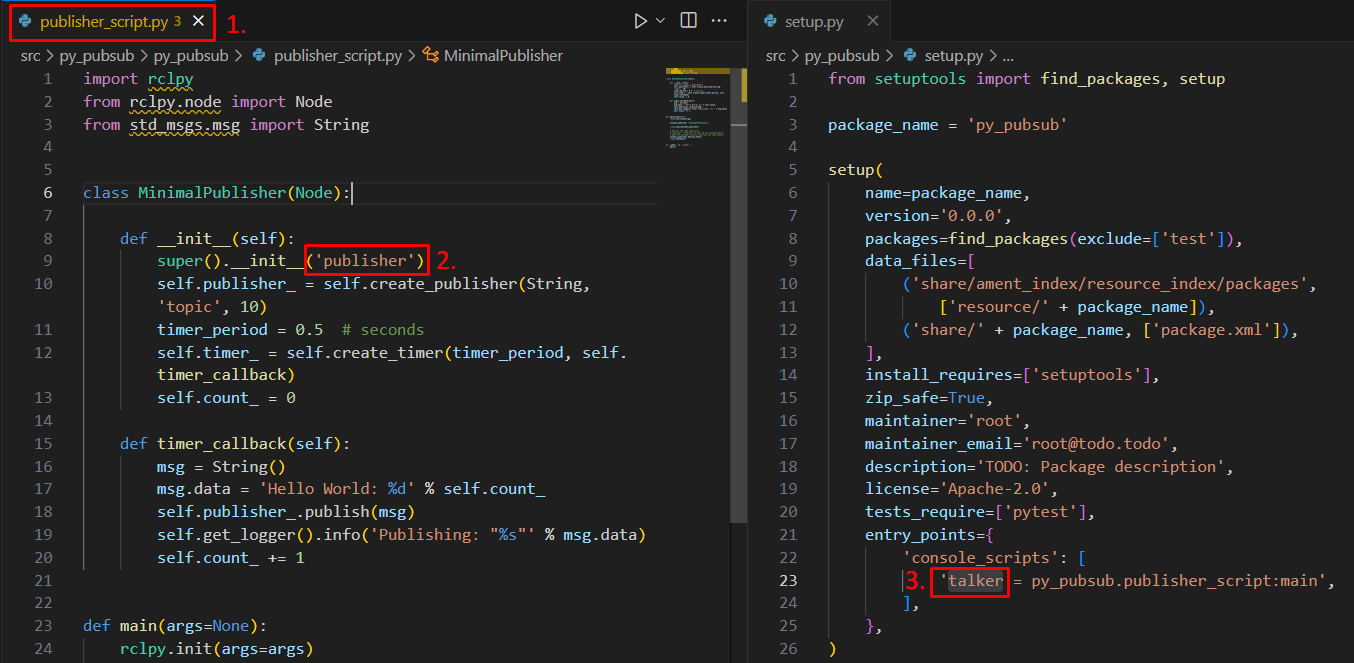 publisher_script.py 3
1.
src > py_pubsub > py_pubsub > publisher_script.py > MinimalPublisher
1 import rclpy
2 from rclpy.node import Node
3 from std_msgs.msg import String
4
5
6 class MinimalPublisher(Node):
7
8 def __init__(self):
9 super().__init__('publisher')
2.
10 self.publisher_ = self.create_publisher(String,
'topic', 10)
11 timer_period = 0.5  # seconds
12 self.timer_ = self.create_timer(timer_period, self.
timer_callback)
13 self.count_ = 0
14
15 def timer_callback(self):
16 msg = String()
17 msg.data = 'Hello World: %d' % self.count_
18 self.publisher_.publish(msg)
19 self.get_logger().info('Publishing: "%s"' % msg.data)
20 self.count_ += 1
21
22
23 def main(args=None):
24 rclpy.init(args=args)
setup.py
src > py_pubsub > setup.py > ...
1 from setuptools import find_packages, setup
2
3 package_name = 'py_pubsub'
4
5 setup(
6 name=package_name,
7 version='0.0.0',
8 packages=find_packages(exclude=['test']),
9 data_files=[
10 ('share/ament_index/resource_index/packages',
11 ['resource/' + package_name]),
12 ('share/' + package_name, ['package.xml']),
13 ],
14 install_requires=['setuptools'],
15 zip_safe=True,
16 maintainer='root',
17 maintainer_email='root@todo.todo',
18 description='TODO: Package description',
19 license='Apache-2.0',
20 tests_require=['pytest'],
21 entry_points={
22 'console_scripts': [
3.
23 'talker = py_pubsub.publisher_script:main',
24 ],
25 },
26 )